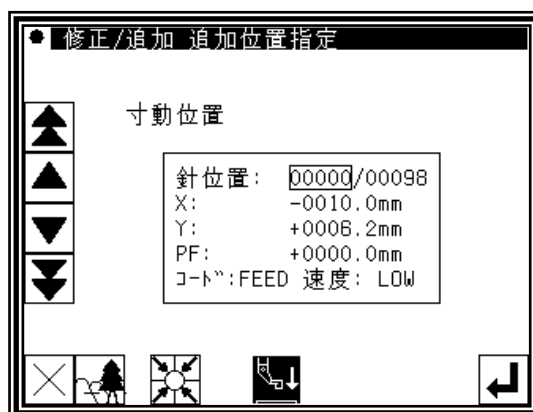 修正/追加 追加位置指定
寸動位置
針位置: 00000/00098
X: -0010.0mm
Y: +0006.2mm
PF: +0000.0mm
コード:FEED 速度: LOW